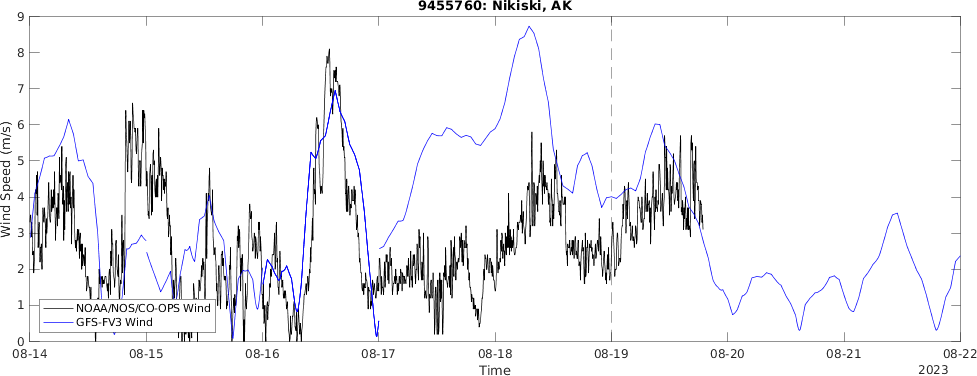 9455760: Nikiski, AK
Wind Speed (m/s)
9
8
7
6
5
4
3
2
1
0
NOAA/NOS/CO-OPS Wind
GFS-FV3 Wind
08-14 08-15 08-16 08-17 08-18 08-19 08-20 08-21 08-22
Time
2023